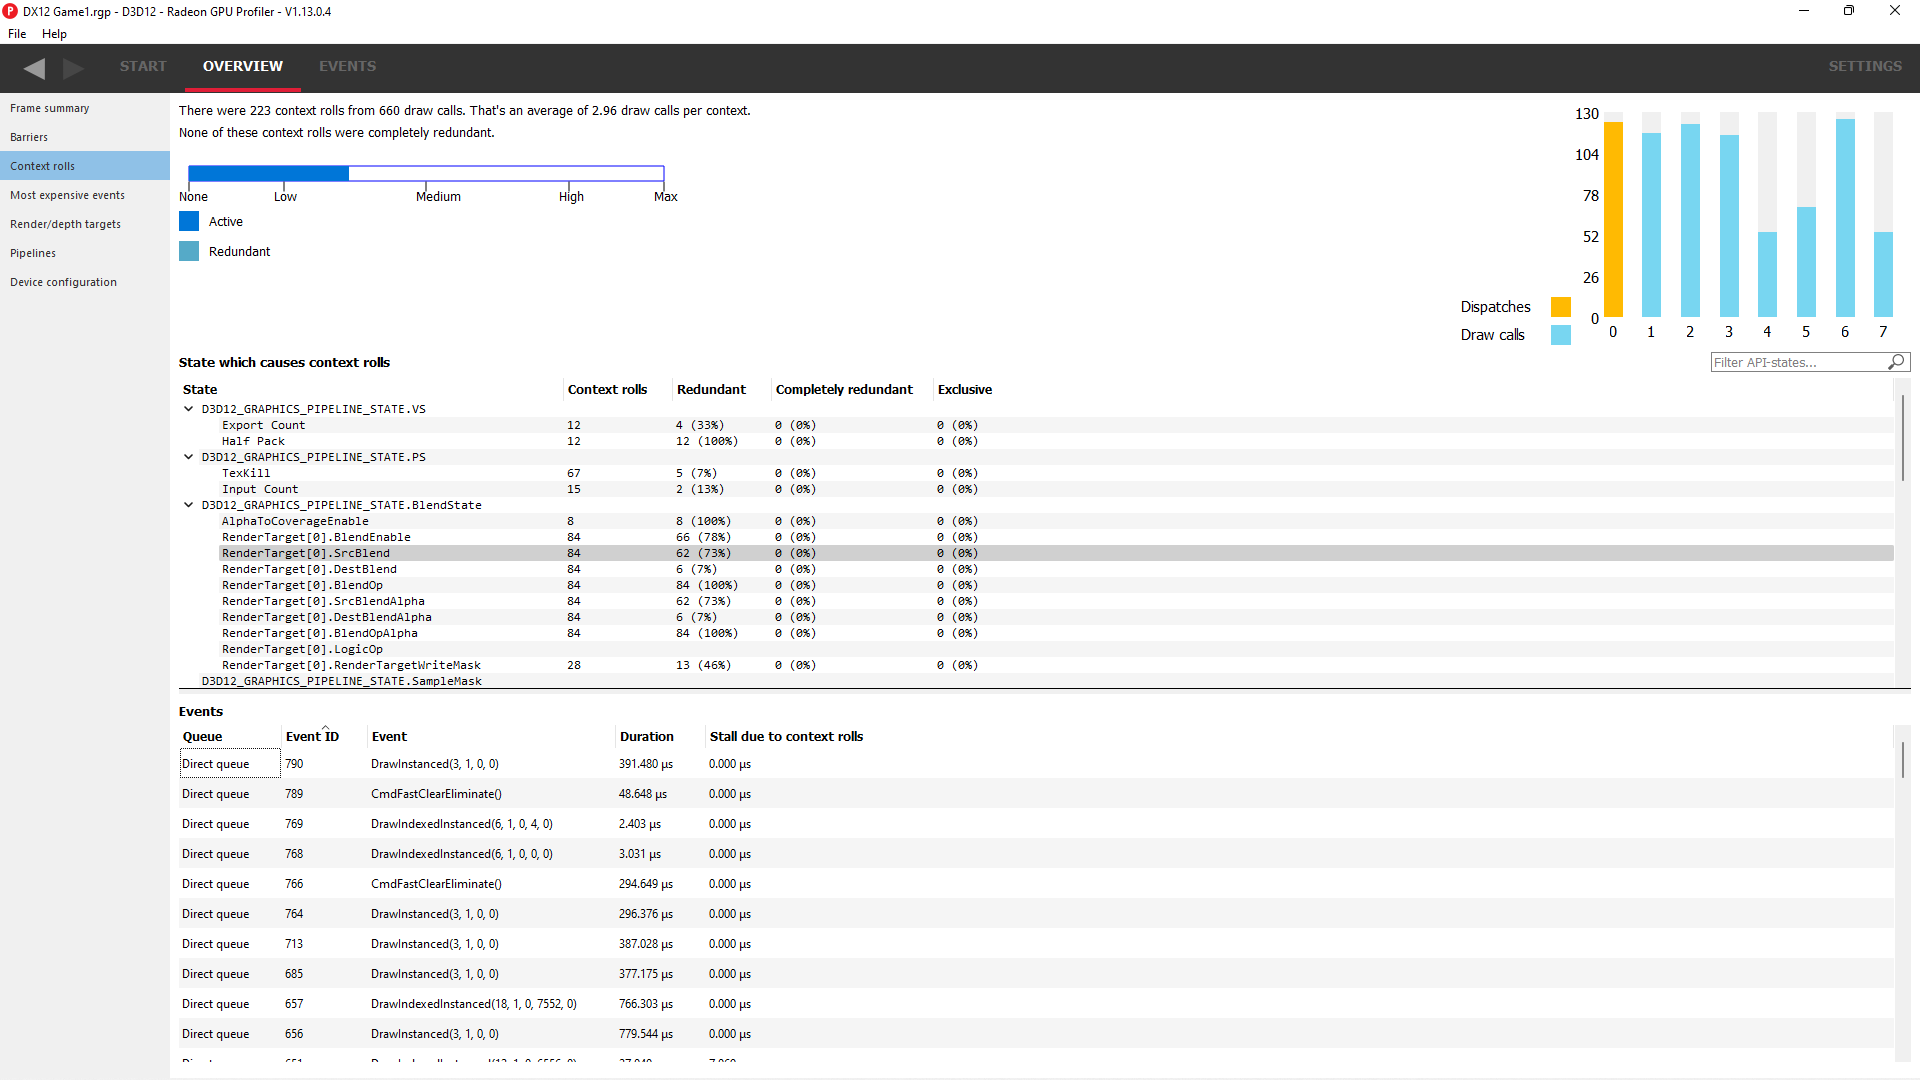 DX12 Game1.rgp - D3D12 - Radeon GPU Profiler - V1.13.0.4
File Help
START OVERVIEW EVENTS SETTINGS
Frame summary
Barriers
Context rolls
Most expensive events
Render/depth targets
Pipelines
Device configuration
There were 223 context rolls from 660 draw calls. That's an average of 2.96 draw calls per context.
None of these context rolls were completely redundant.
None Low Medium High Max
Active
Redundant
130
104
78
52
26
0
Dispatches
Draw calls
0 1 2 3 4 5 6 7
State which causes context rolls
Filter API-states...
State Context rolls Redundant Completely redundant Exclusive
D3D12_GRAPHICS_PIPELINE_STATE.VS
Export Count 12 4 (33%) 0 (0%) 0 (0%)
Half Pack 12 12 (100%) 0 (0%) 0 (0%)
D3D12_GRAPHICS_PIPELINE_STATE.PS
TexKill 67 5 (7%) 0 (0%) 0 (0%)
Input Count 15 2 (13%) 0 (0%) 0 (0%)
D3D12_GRAPHICS_PIPELINE_STATE.BlendState
AlphaToCoverageEnable 8 8 (100%) 0 (0%) 0 (0%)
RenderTarget[0].BlendEnable 84 66 (78%) 0 (0%) 0 (0%)
RenderTarget[0].SrcBlend 84 62 (73%) 0 (0%) 0 (0%)
RenderTarget[0].DestBlend 84 6 (7%) 0 (0%) 0 (0%)
RenderTarget[0].BlendOp 84 84 (100%) 0 (0%) 0 (0%)
RenderTarget[0].SrcBlendAlpha 84 62 (73%) 0 (0%) 0 (0%)
RenderTarget[0].DestBlendAlpha 84 6 (7%) 0 (0%) 0 (0%)
RenderTarget[0].BlendOpAlpha 84 84 (100%) 0 (0%) 0 (0%)
RenderTarget[0].LogicOp
RenderTarget[0].RenderTargetWriteMask 28 13 (46%) 0 (0%) 0 (0%)
D3D12_GRAPHICS_PIPELINE_STATE.SampleMask
Events
Queue Event ID Event Duration Stall due to context rolls
Direct queue 790 DrawInstanced(3, 1, 0, 0) 391.480 µs 0.000 µs
Direct queue 789 CmdFastClearEliminate() 48.648 µs 0.000 µs
Direct queue 769 DrawIndexedInstanced(6, 1, 0, 4, 0) 2.403 µs 0.000 µs
Direct queue 768 DrawIndexedInstanced(6, 1, 0, 0, 0) 3.031 µs 0.000 µs
Direct queue 766 CmdFastClearEliminate() 294.649 µs 0.000 µs
Direct queue 764 DrawInstanced(3, 1, 0, 0) 296.376 µs 0.000 µs
Direct queue 713 DrawInstanced(3, 1, 0, 0) 387.028 µs 0.000 µs
Direct queue 685 DrawInstanced(3, 1, 0, 0) 377.175 µs 0.000 µs
Direct queue 657 DrawIndexedInstanced(18, 1, 0, 7552, 0) 766.303 µs 0.000 µs
Direct queue 656 DrawInstanced(3, 1, 0, 0) 779.544 µs 0.000 µs